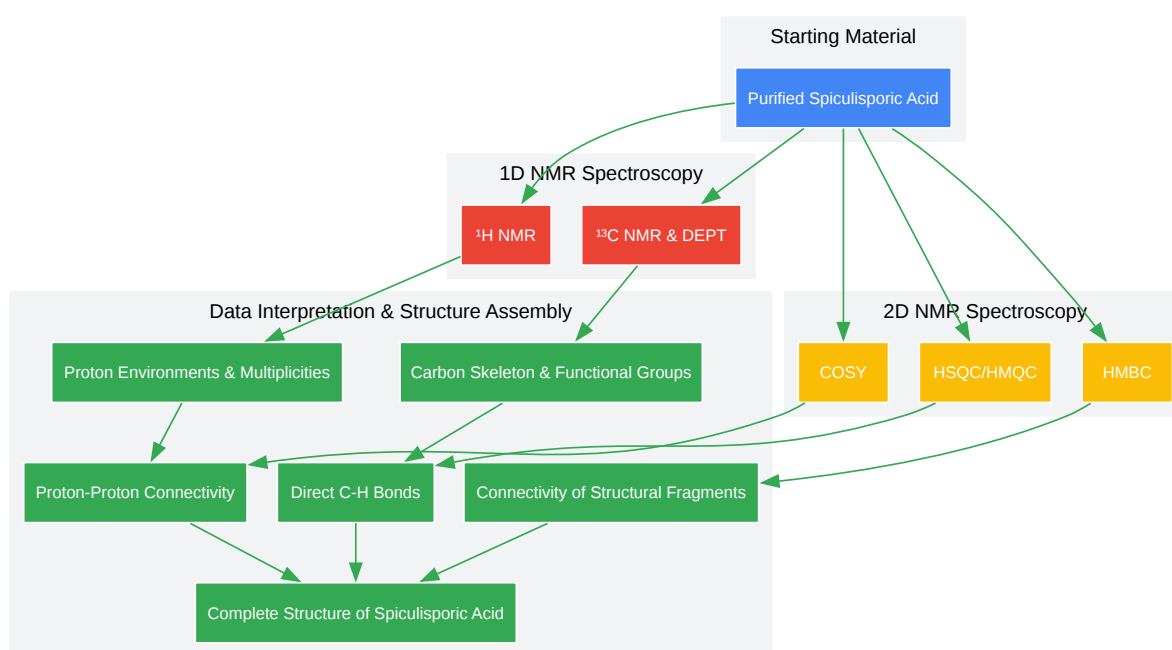 Starting Material
Purified Spiculisporic Acid
1D NMR Spectroscopy
¹H NMR
¹³C NMR & DEPT
Data Interpretation & Structure Assembly
2D NMR Spectroscopy
Proton Environments & Multiplicities
Carbon Skeleton & Functional Groups
COSY
HSQC/HMQC
HMBC
Proton-Proton Connectivity
Direct C-H Bonds
Connectivity of Structural Fragments
Complete Structure of Spiculisporic Acid